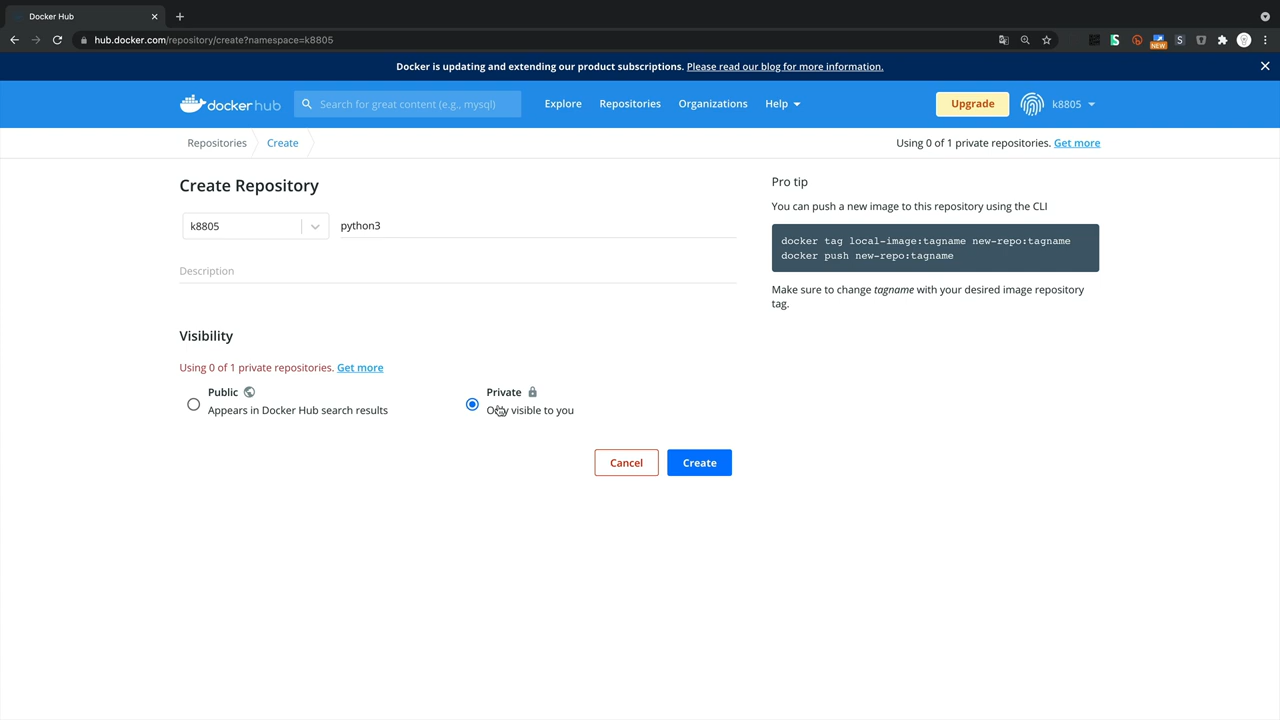 Docker Hub
hub.docker.com/repository/create?namespace=k8805
NEW
S
Docker is updating and extending our product subscriptions. Please read our blog for more information.
docker hub
Search for great content (e.g., mysql)
Explore
Repositories
Organizations
Help
Upgrade
k8805
Repositories
Create
Using 0 of 1 private repositories. Get more
Create Repository
k8805
python3
Description
Visibility
Using 0 of 1 private repositories. Get more
Public
Appears in Docker Hub search results
Private
Only visible to you
Cancel
Create
Pro tip
You can push a new image to this repository using the CLI
docker tag local-image:tagname new-repo:tagname
docker push new-repo:tagname
Make sure to change tagname with your desired image repository
tag.